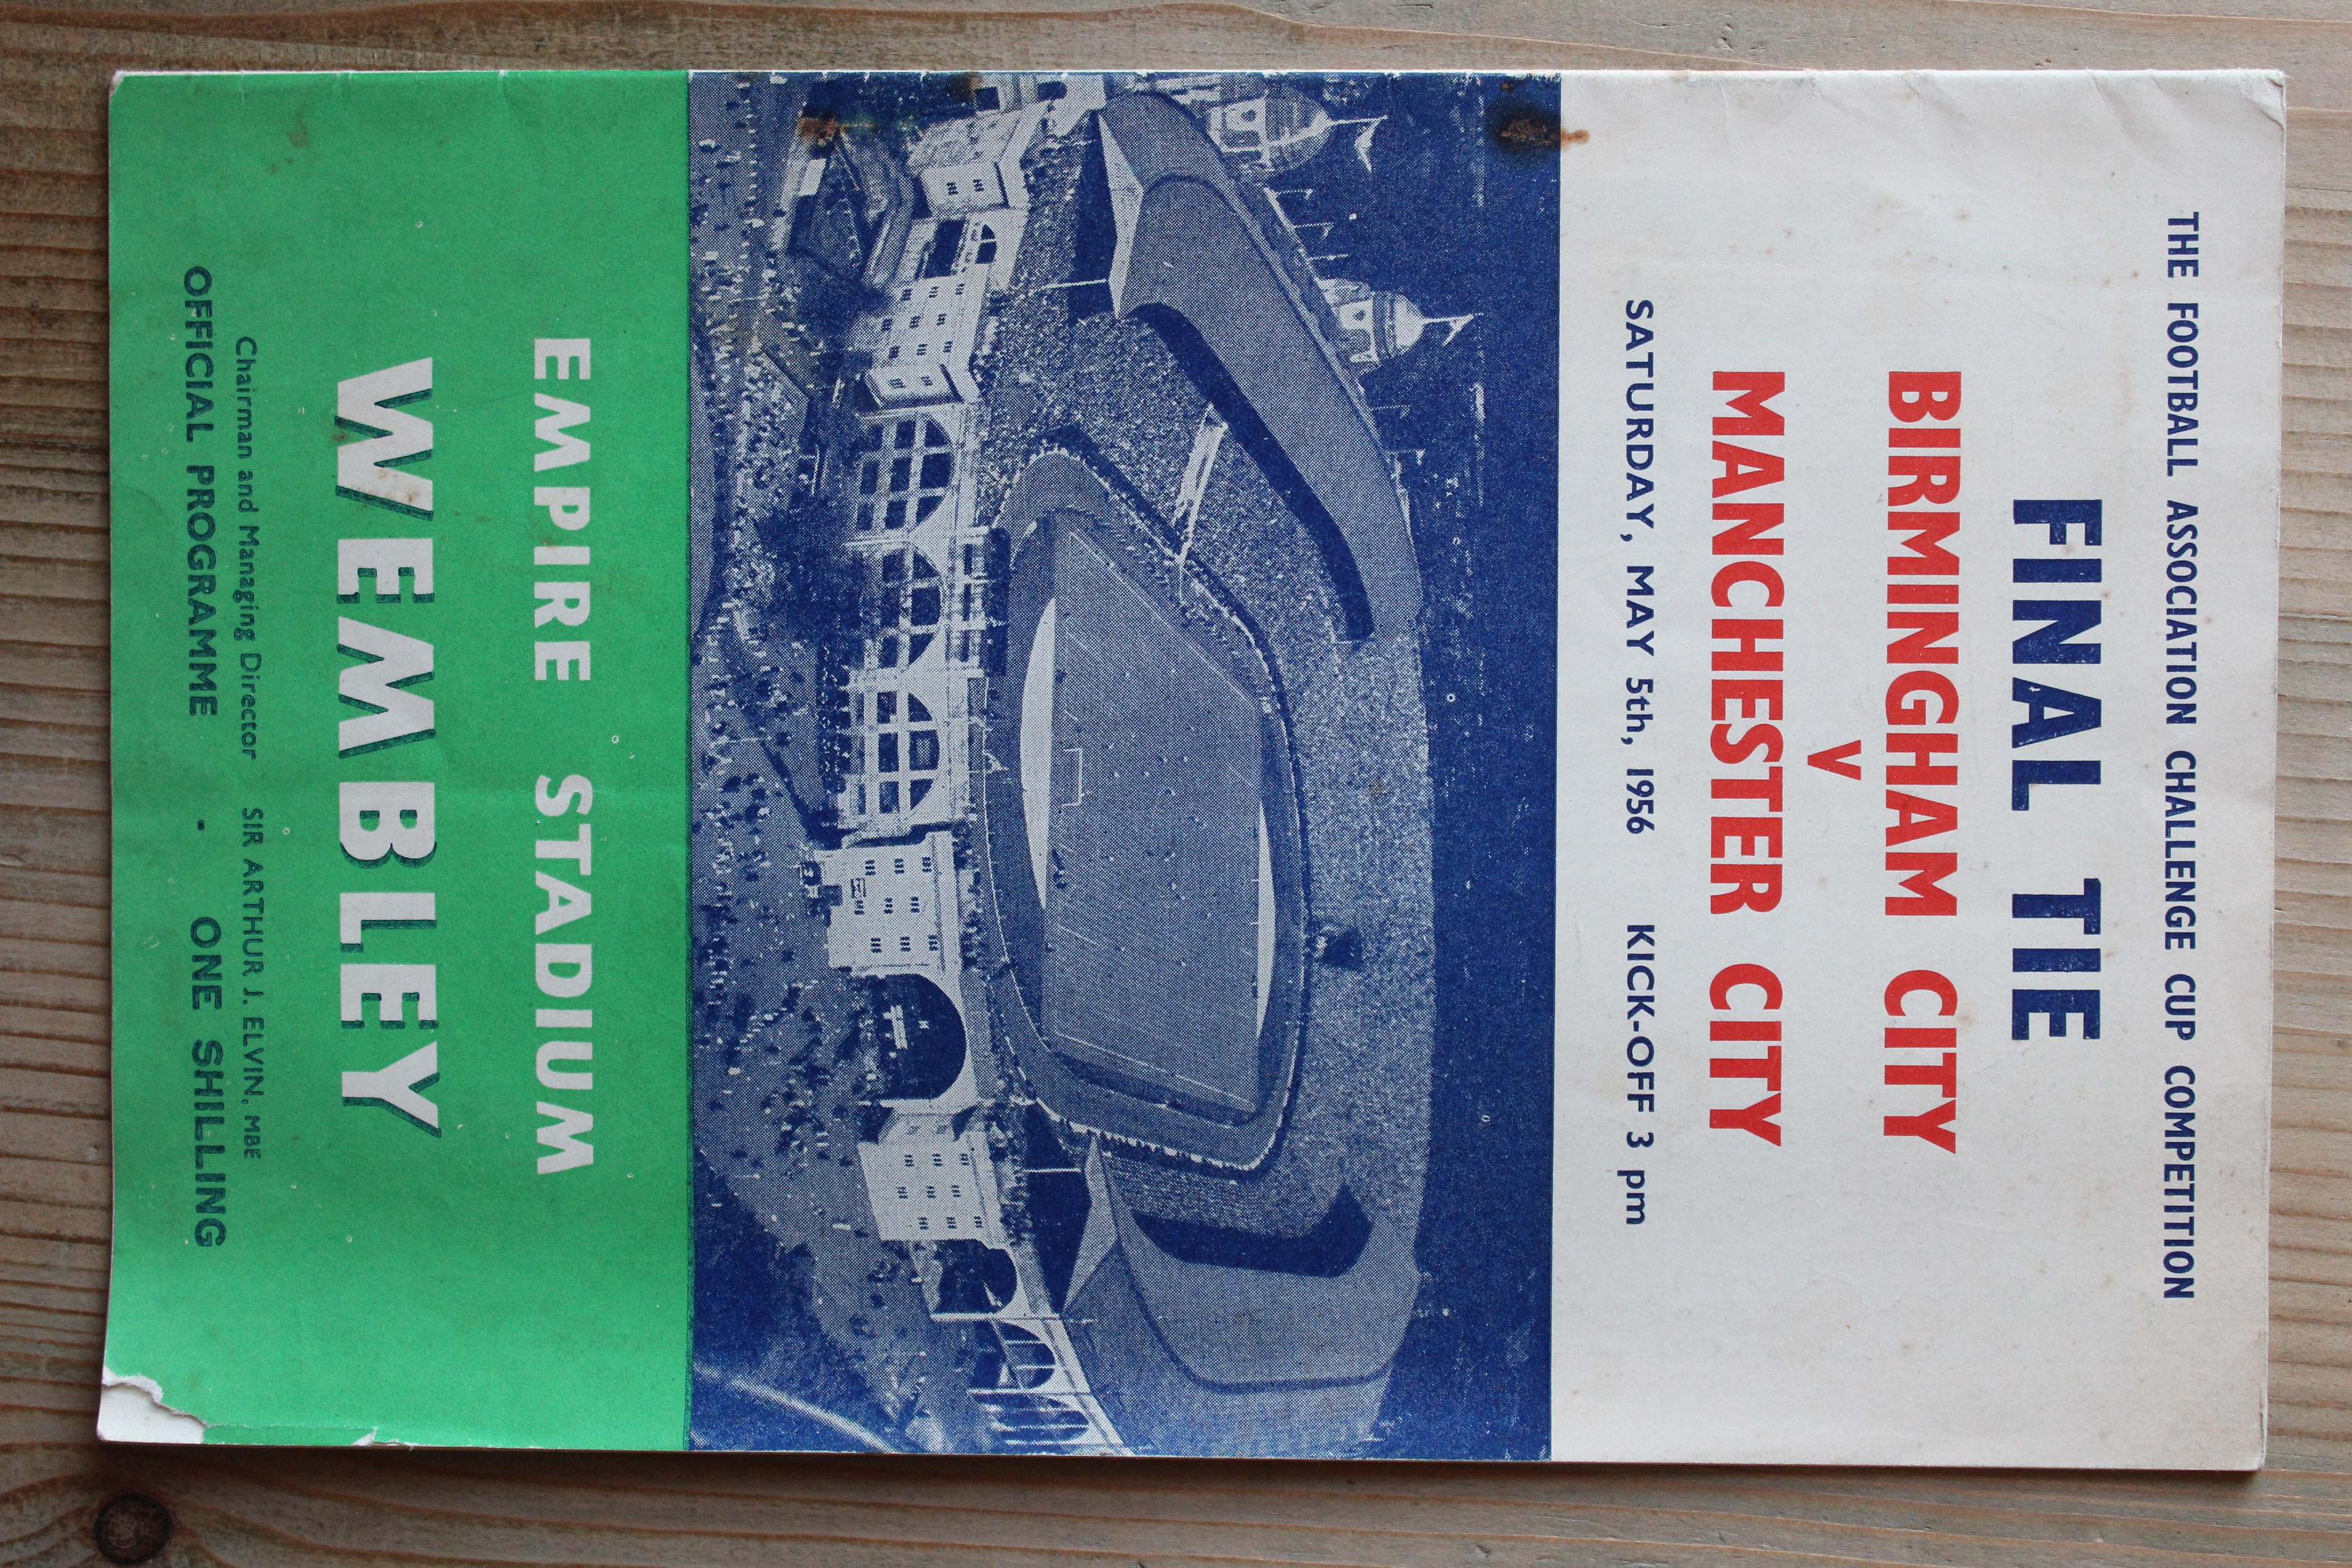 THE FOOTBALL ASSOCIATION CHALLENGE CUP COMPETITION
FINAL TIE
BIRMINGHAM CITY
V
MANCHESTER CITY
SATURDAY, MAY 5th, 1956 KICK-OFF 3 pm
EMPIRE STADIUM
WEMBLEY
Chairman and Managing Director SIR ARTHUR J. ELVIN, MBE
OFFICIAL PROGRAMME · ONE SHILLING